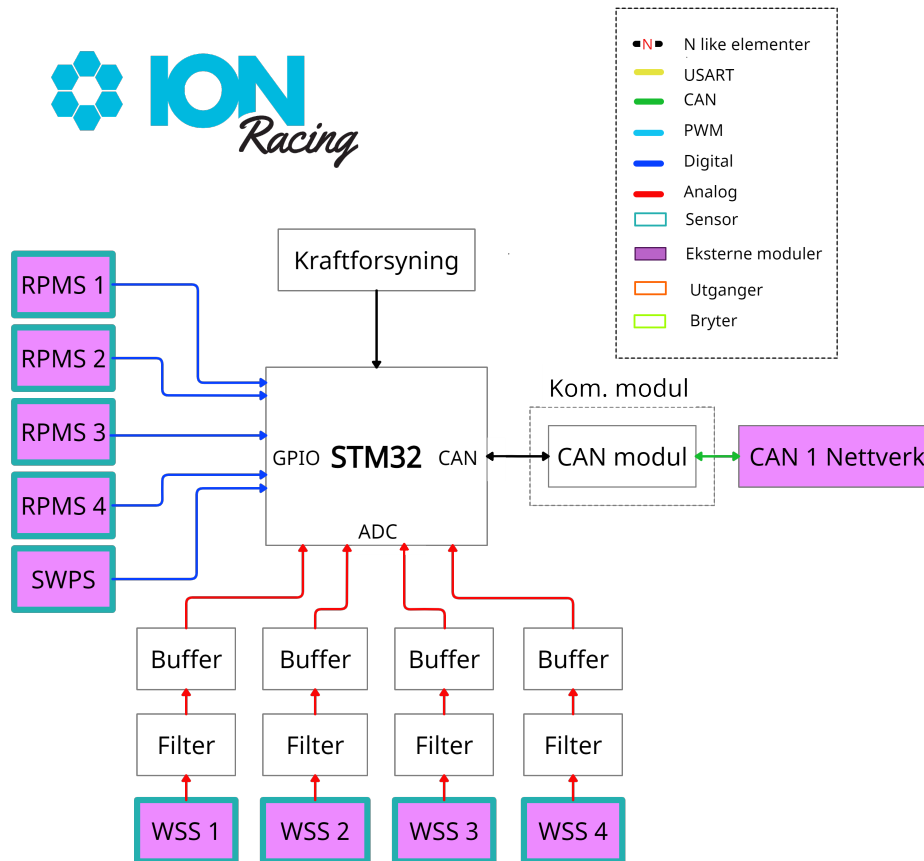 ION
Racing
N
N like elementer
USART
CAN
PWM
Digital
Analog
Sensor
Eksterne moduler
Utganger
Bryter
Kraftforsyning
RPMS 1
RPMS 2
RPMS 3
RPMS 4
SWPS
GPIO
STM32
CAN
ADC
Kom. modul
CAN modul
CAN 1 Nettverk
Buffer
Buffer
Buffer
Buffer
Filter
Filter
Filter
Filter
WSS 1
WSS 2
WSS 3
WSS 4